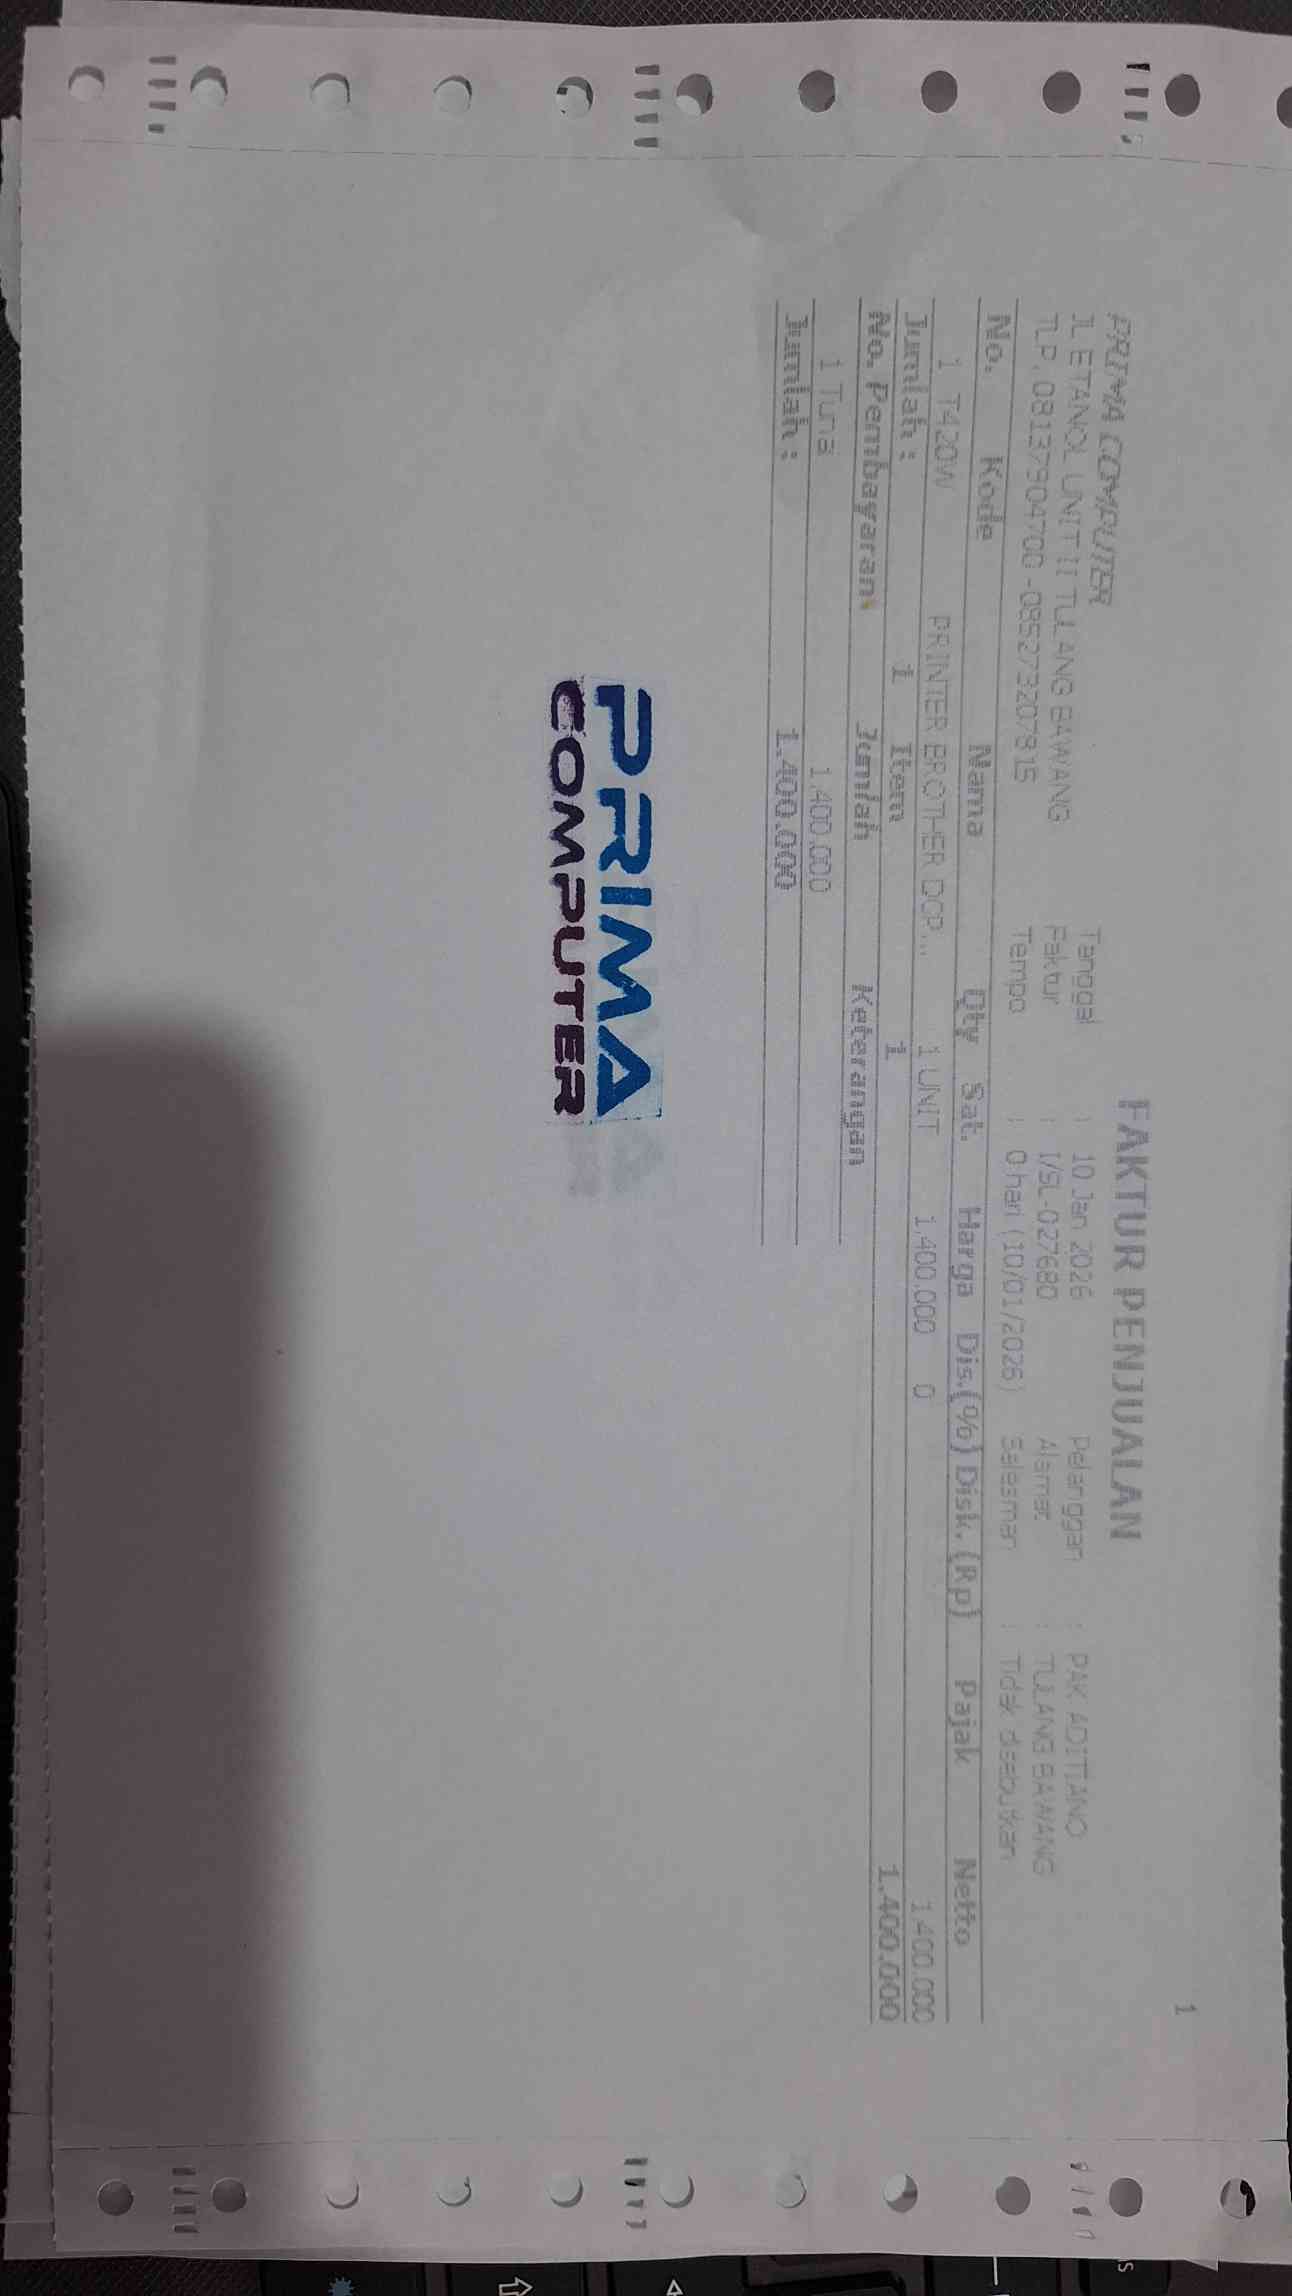 1
FAKTUR PENJUALAN
PRIMA COMPUTER
JL ETANOL UNIT II TULANG BAWANG
TLP. 08137904700 -085273207815
Tanggal : 10 Jan 2026
Faktur : 1/SL-027680
Tempo : 0 hari (10/01/2026)
Pelanggan : PAK ADITIANO
Alamat : TULANG BAWANG
Salesman : Tidak disebutkan
No. Kode Nama Qty Sat. Harga Dis.(%) Disk. (Rp) Pajak Netto
1 T420W PRINTER BROTHER DCP... 1 UNIT 1.400.000 0 1.400.000
Jumlah : 1 Item 1 1.400.000
No. Pembayaran Jumlah Keterangan
1 Tunai 1.400.000
Jumlah : 1.400.000
PRIMA
COMPUTER